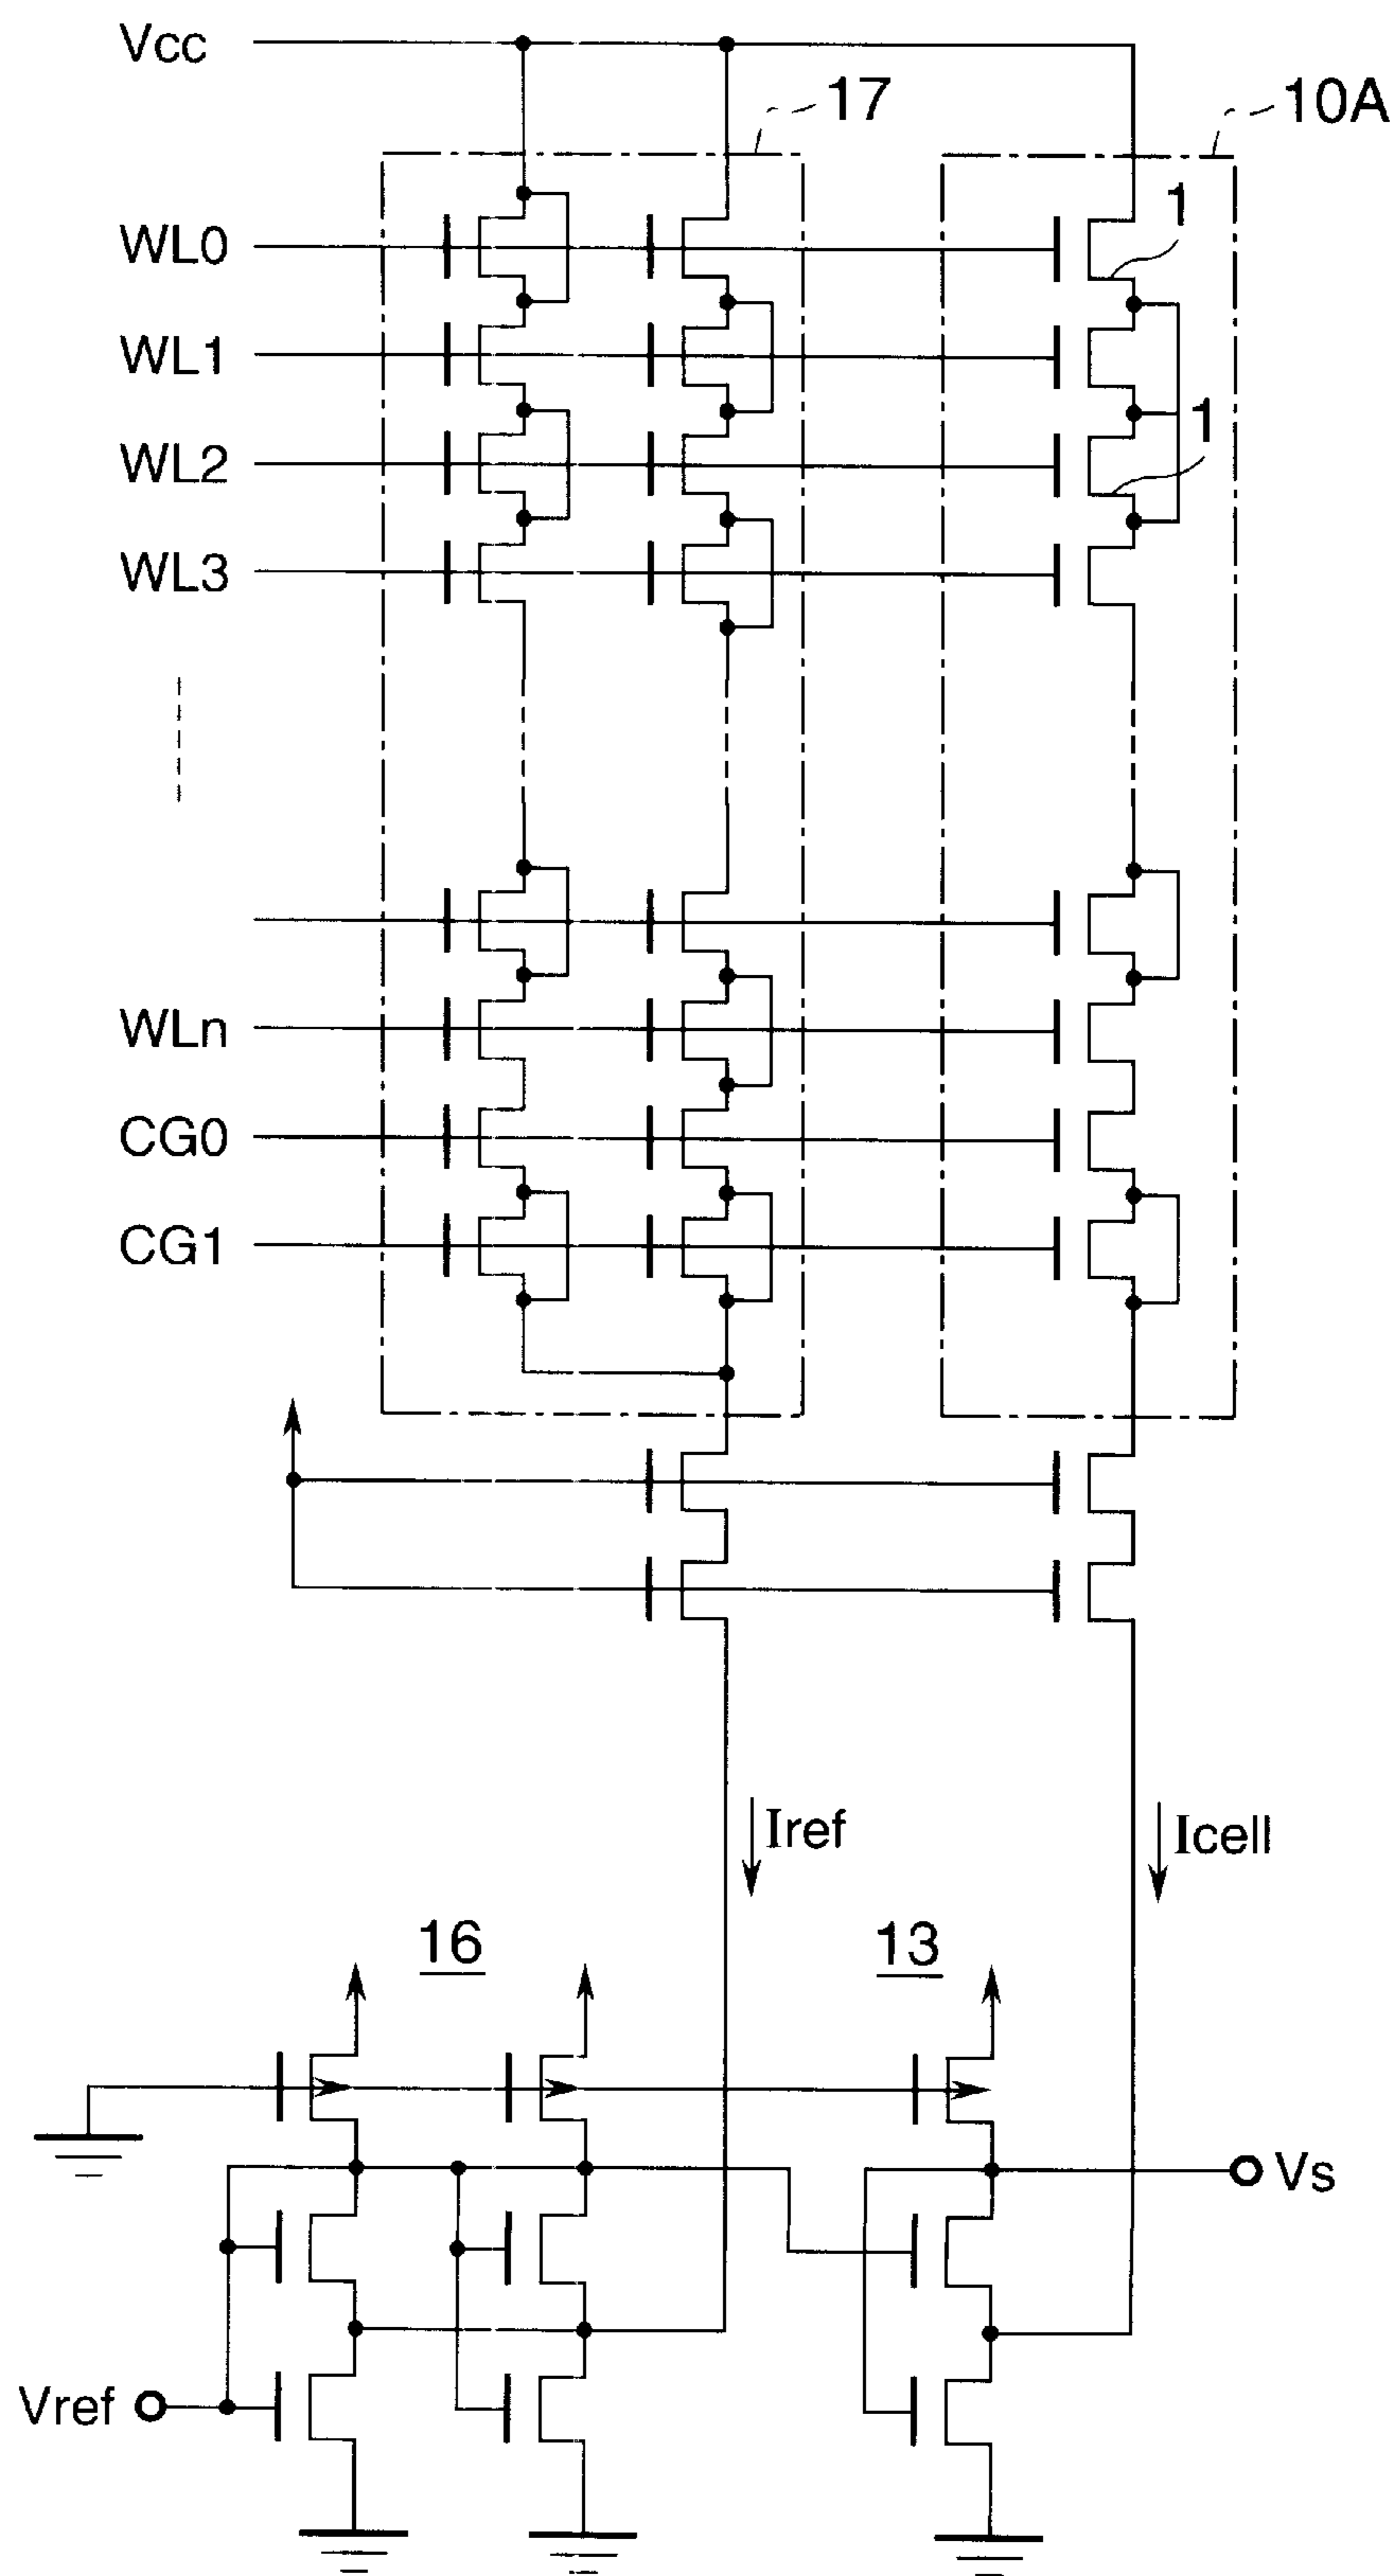 Vcc
17
10A
WL0
1
WL1
1
WL2
WL3
WLn
CG0
CG1
Iref
Icell
16
13
Vs
Vref